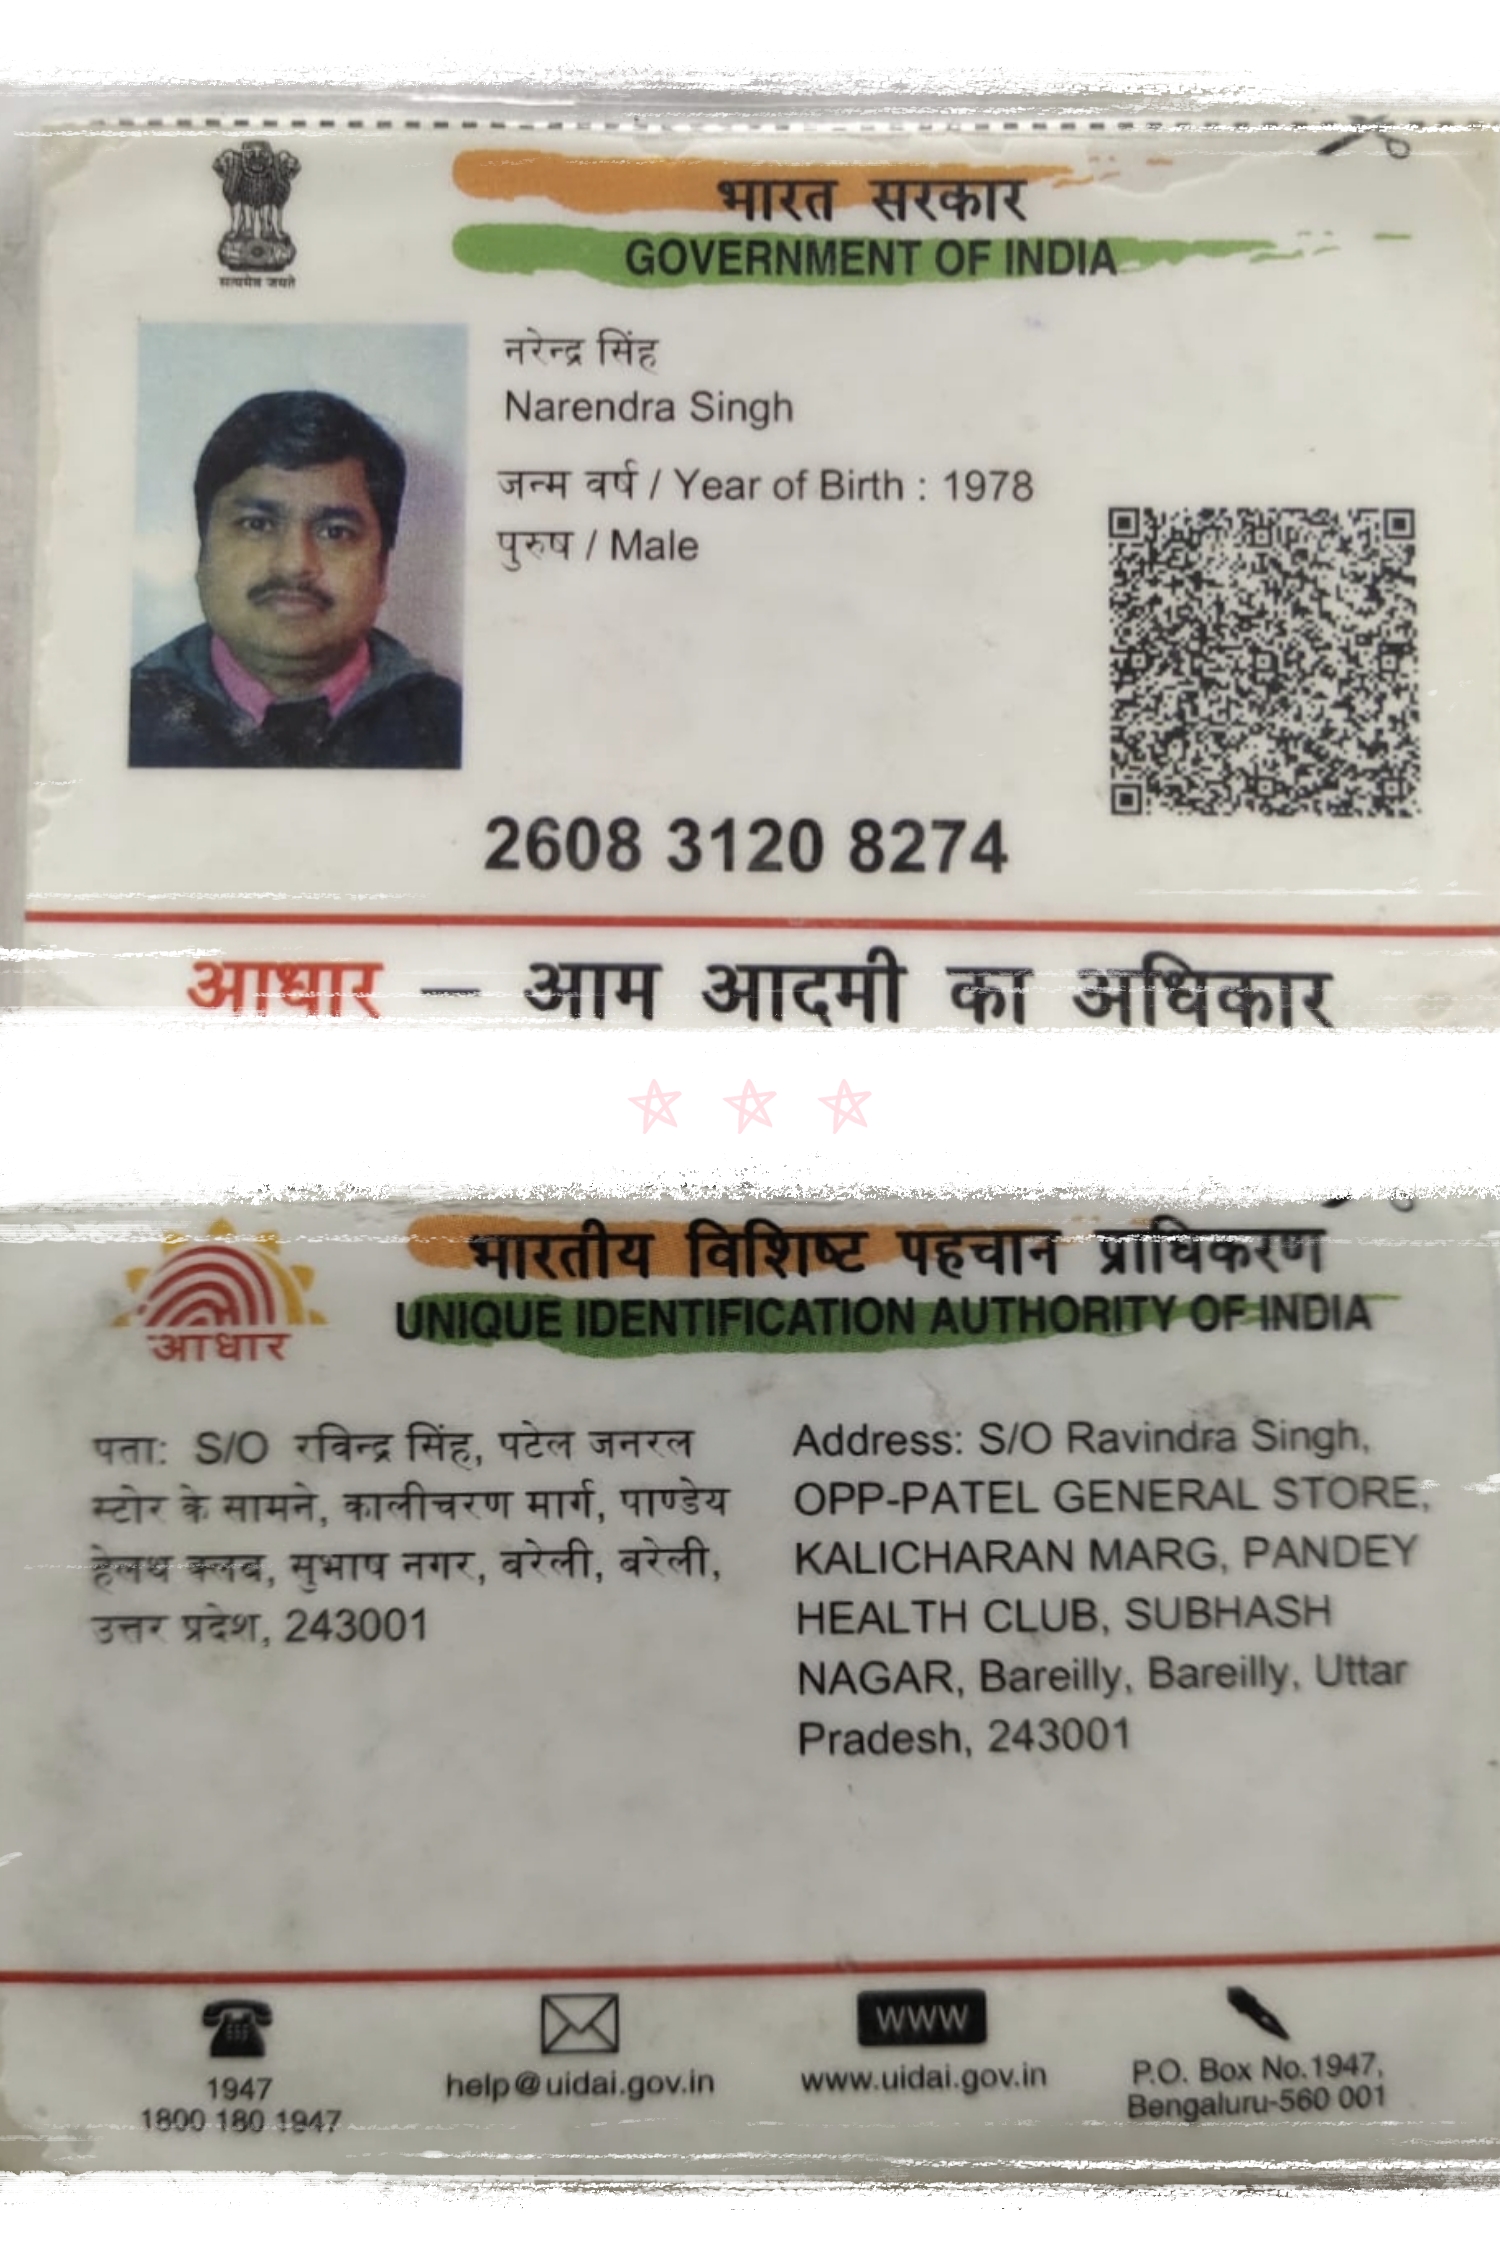 सत्यमेव जयते
भारत सरकार
GOVERNMENT OF INDIA
नरेन्द्र सिंह
Narendra Singh
जन्म वर्ष / Year of Birth : 1978
पुरुष / Male
2608 3120 8274
आधार – आम आदमी का अधिकार
भारतीय विशिष्ट पहचान प्राधिकरण
UNIQUE IDENTIFICATION AUTHORITY OF INDIA
आधार
पता: S/O रविन्द्र सिंह, पटेल जनरल
स्टोर के सामने, कालीचरण मार्ग, पाण्डेय
हेलथ क्लब, सुभाष नगर, बरेली, बरेली,
उत्तर प्रदेश, 243001
Address: S/O Ravindra Singh,
OPP-PATEL GENERAL STORE,
KALICHARAN MARG, PANDEY
HEALTH CLUB, SUBHASH
NAGAR, Bareilly, Bareilly, Uttar
Pradesh, 243001
1947
1800 180 1947
help@uidai.gov.in
www
www.uidai.gov.in
P.O. Box No.1947,
Bengaluru-560 001